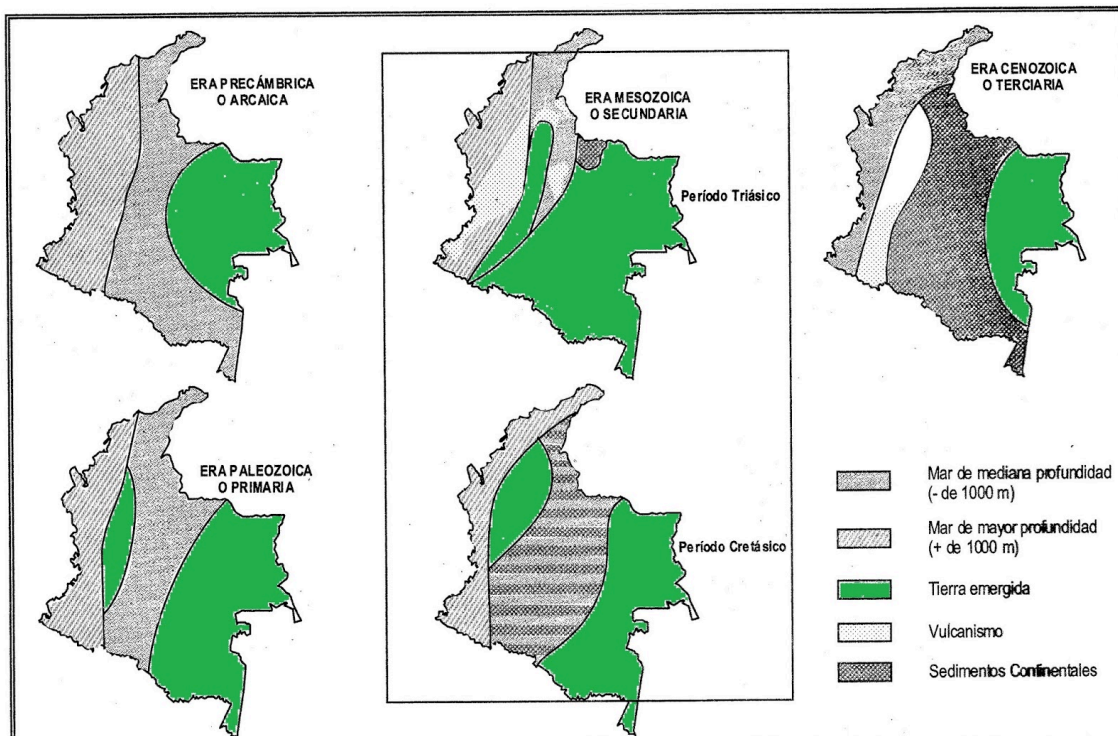 ERA PRECÁMBRICA
O ARCAICA
ERA MESOZOICA
O SECUNDARIA
Período Triásico
ERA CENOZOICA
O TERCIARIA
ERA PALEOZOICA
O PRIMARIA
Período Cretásico
Mar de mediana profundidad
(- de 1000 m)
Mar de mayor profundidad
(+ de 1000 m)
Tierra emergida
Vulcanismo
Sedimentos Continentales